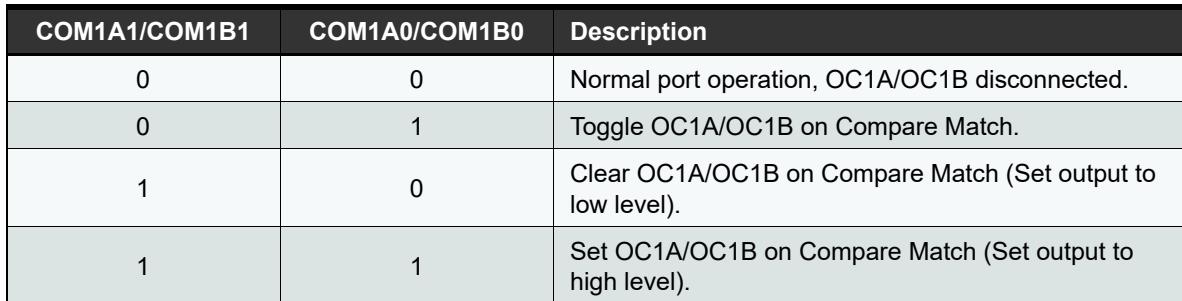 COM1A1/COM1B1 COM1A0/COM1B0 Description
0 0 Normal port operation, OC1A/OC1B disconnected.
0 1 Toggle OC1A/OC1B on Compare Match.
1 0 Clear OC1A/OC1B on Compare Match (Set output to
low level).
1 1 Set OC1A/OC1B on Compare Match (Set output to
high level).